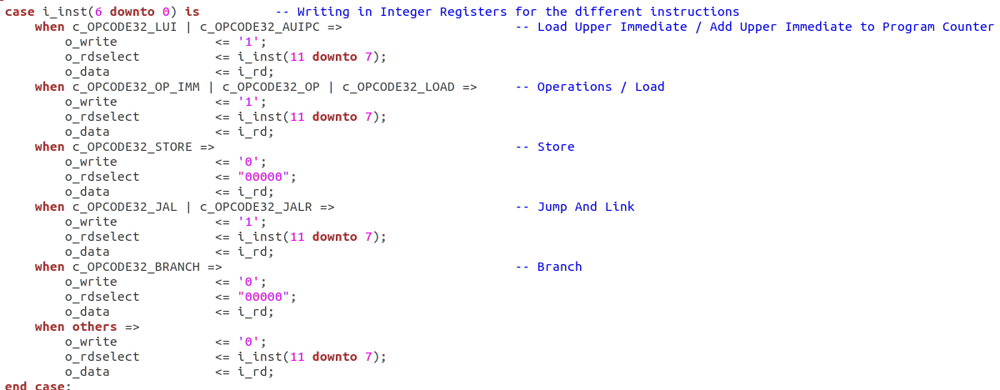 case i_inst(6 downto 0) is          -- Writing in Integer Registers for the different instructions
    when c_OPCODE32_LUI | c_OPCODE32_AUIPC =>                       -- Load Upper Immediate / Add Upper Immediate to Program Counter
        o_write             <= '1';
        o_rdselect          <= i_inst(11 downto 7);
        o_data              <= i_rd;
    when c_OPCODE32_OP_IMM | c_OPCODE32_OP | c_OPCODE32_LOAD =>     -- Operations / Load
        o_write             <= '1';
        o_rdselect          <= i_inst(11 downto 7);
        o_data              <= i_rd;
    when c_OPCODE32_STORE =>                                        -- Store
        o_write             <= '0';
        o_rdselect          <= "00000";
        o_data              <= i_rd;
    when c_OPCODE32_JAL | c_OPCODE32_JALR =>                        -- Jump And Link
        o_write             <= '1';
        o_rdselect          <= i_inst(11 downto 7);
        o_data              <= i_rd;
    when c_OPCODE32_BRANCH =>                                       -- Branch
        o_write             <= '0';
        o_rdselect          <= "00000";
        o_data              <= i_rd;
    when others =>
        o_write             <= '0';
        o_rdselect          <= i_inst(11 downto 7);
        o_data              <= i_rd;
end case;